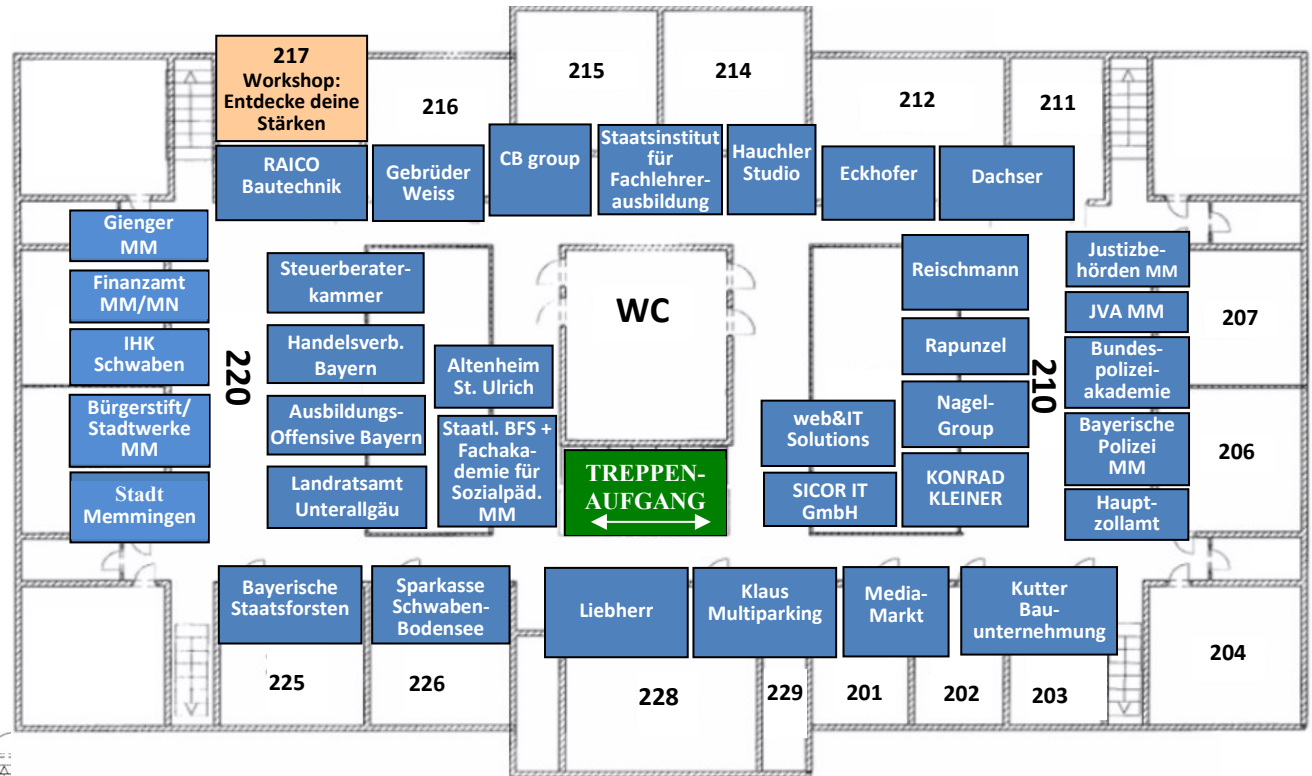 217
Workshop:
Entdecke deine
Stärken
216
215
214
212
211
RAICO
Bautechnik
Gebrüder
Weiss
CB group
Staatsinstitut
für
Fachlehrer-
ausbildung
Hauchler
Studio
Eckhofer
Dachser
Gienger
MM
Finanzamt
MM/MN
IHK
Schwaben
Bürgerstift/
Stadtwerke
MM
Stadt
Memmingen
220
Steuerberater-
kammer
Handelsverb.
Bayern
Ausbildungs-
Offensive Bayern
Landratsamt
Unterallgäu
Altenheim
St. Ulrich
Staatl. BFS +
Fachaka-
demie für
Sozialpäd.
MM
WC
TREPPEN-
AUFGANG
web&IT
Solutions
SICOR IT
GmbH
Reischmann
Rapunzel
Nagel-
Group
KONRAD
KLEINER
210
Justizbe-
hörden MM
JVA MM
Bundes-
polizei-
akademie
Bayerische
Polizei
MM
Haupt-
zollamt
207
206
Bayerische
Staatsforsten
Sparkasse
Schwaben-
Bodensee
Liebherr
Klaus
Multiparking
Media-
Markt
Kutter
Bau-
unternehmung
225
226
228
229
201
202
203
204